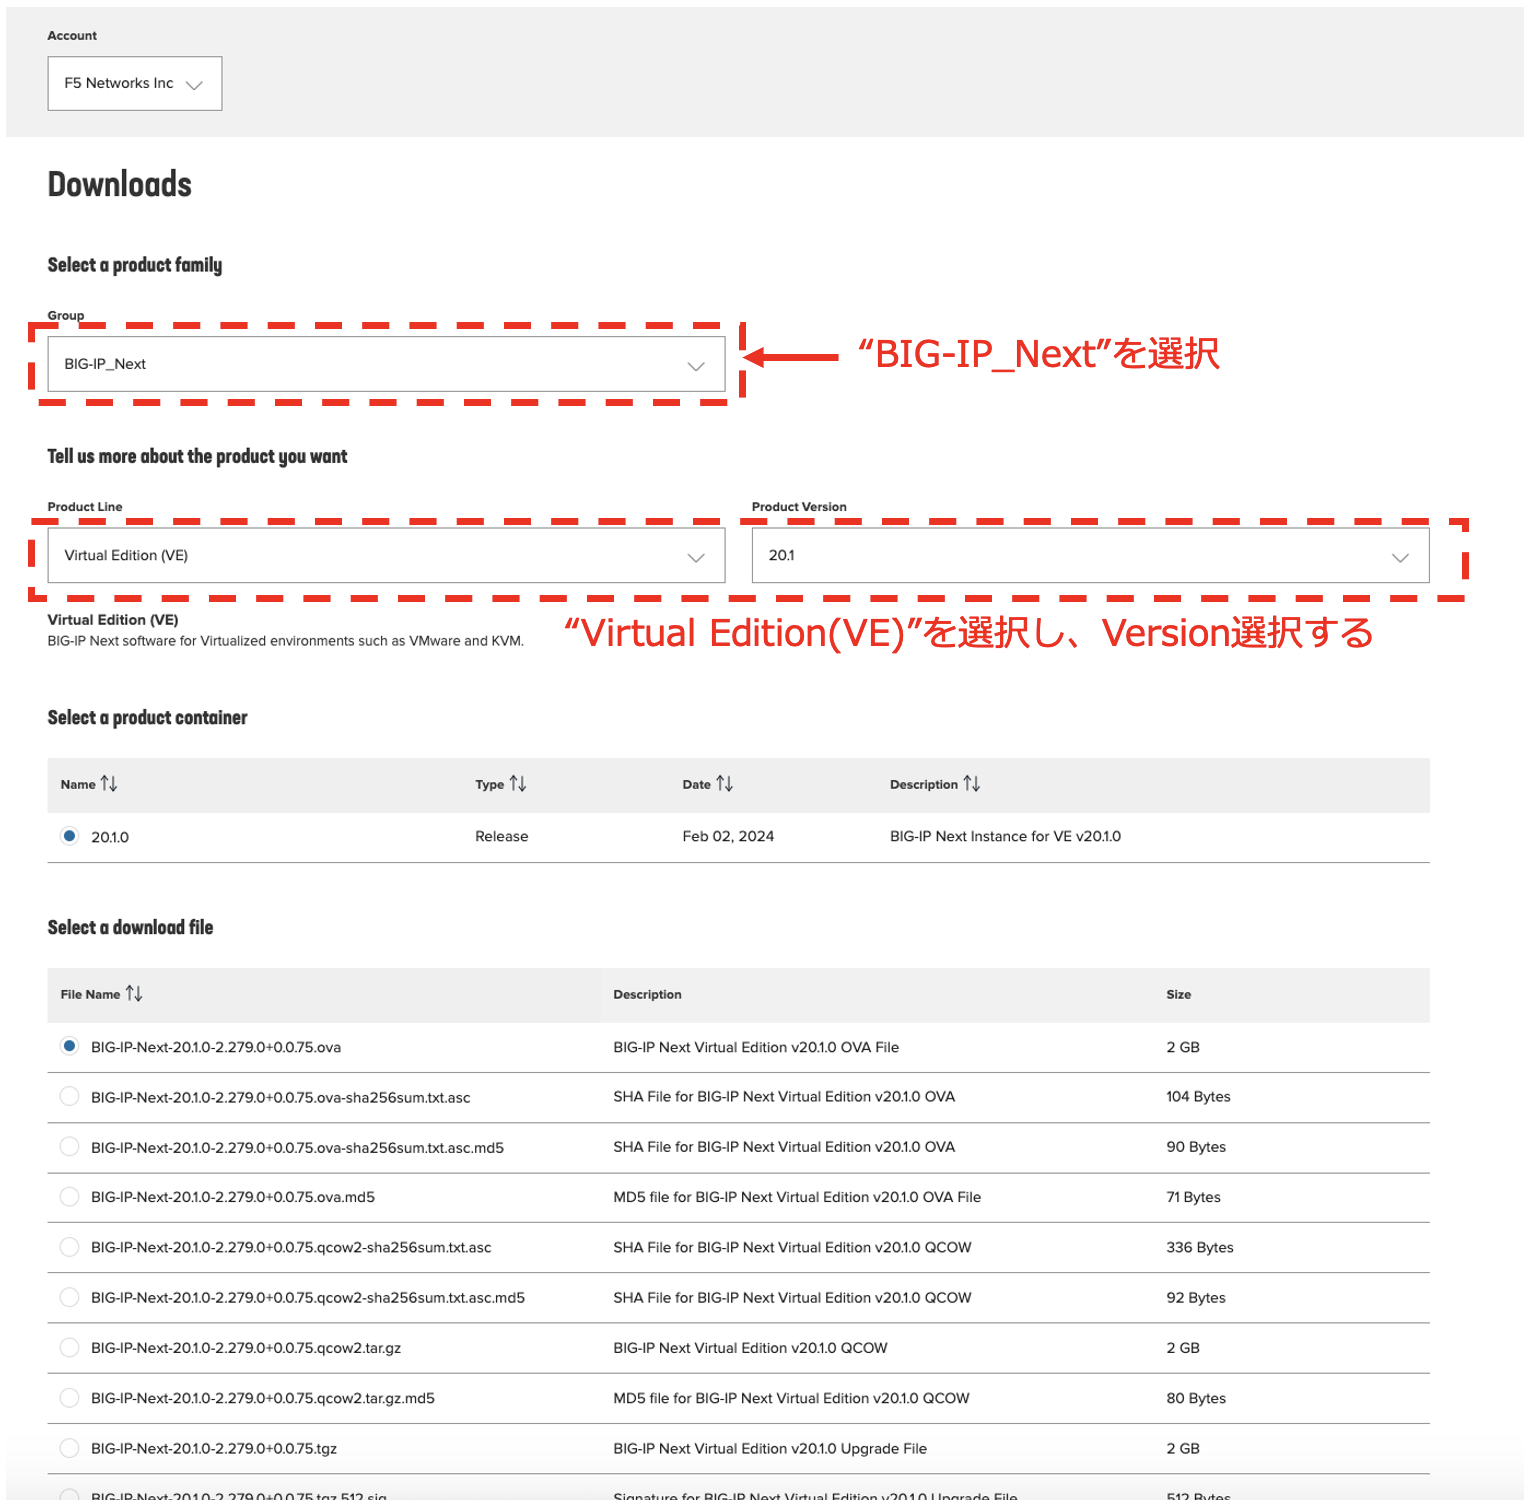 Account
F5 Networks Inc
Downloads
Select a product family
Group
BIG-IP_Next
“BIG-IP_Next”を選択
Tell us more about the product you want
Product Line Product Version
Virtual Edition (VE) 20.1
Virtual Edition (VE)
BIG-IP Next software for Virtualized environments such as VMware and KVM.
“Virtual Edition(VE)”を選択し、Version選択する
Select a product container
Name Type Date Description
20.1.0 Release Feb 02, 2024 BIG-IP Next Instance for VE v20.1.0
Select a download file
File Name Description Size
BIG-IP-Next-20.1.0-2.279.0+0.0.75.ova BIG-IP Next Virtual Edition v20.1.0 OVA File 2 GB
BIG-IP-Next-20.1.0-2.279.0+0.0.75.ova-sha256sum.txt.asc SHA File for BIG-IP Next Virtual Edition v20.1.0 OVA 104 Bytes
BIG-IP-Next-20.1.0-2.279.0+0.0.75.ova-sha256sum.txt.asc.md5 SHA File for BIG-IP Next Virtual Edition v20.1.0 OVA 90 Bytes
BIG-IP-Next-20.1.0-2.279.0+0.0.75.ova.md5 MD5 file for BIG-IP Next Virtual Edition v20.1.0 OVA File 71 Bytes
BIG-IP-Next-20.1.0-2.279.0+0.0.75.qcow2-sha256sum.txt.asc SHA File for BIG-IP Next Virtual Edition v20.1.0 QCOW 336 Bytes
BIG-IP-Next-20.1.0-2.279.0+0.0.75.qcow2-sha256sum.txt.asc.md5 SHA File for BIG-IP Next Virtual Edition v20.1.0 QCOW 92 Bytes
BIG-IP-Next-20.1.0-2.279.0+0.0.75.qcow2.tar.gz BIG-IP Next Virtual Edition v20.1.0 QCOW 2 GB
BIG-IP-Next-20.1.0-2.279.0+0.0.75.qcow2.tar.gz.md5 MD5 file for BIG-IP Next Virtual Edition v20.1.0 QCOW 80 Bytes
BIG-IP-Next-20.1.0-2.279.0+0.0.75.tgz BIG-IP Next Virtual Edition v20.1.0 Upgrade File 2 GB
BIG-IP-Next-20.1.0-2.279.0+0.0.75.tgz.512.sig Signature for BIG-IP Next Virtual Edition v20.1.0 Upgrade File 512 Bytes